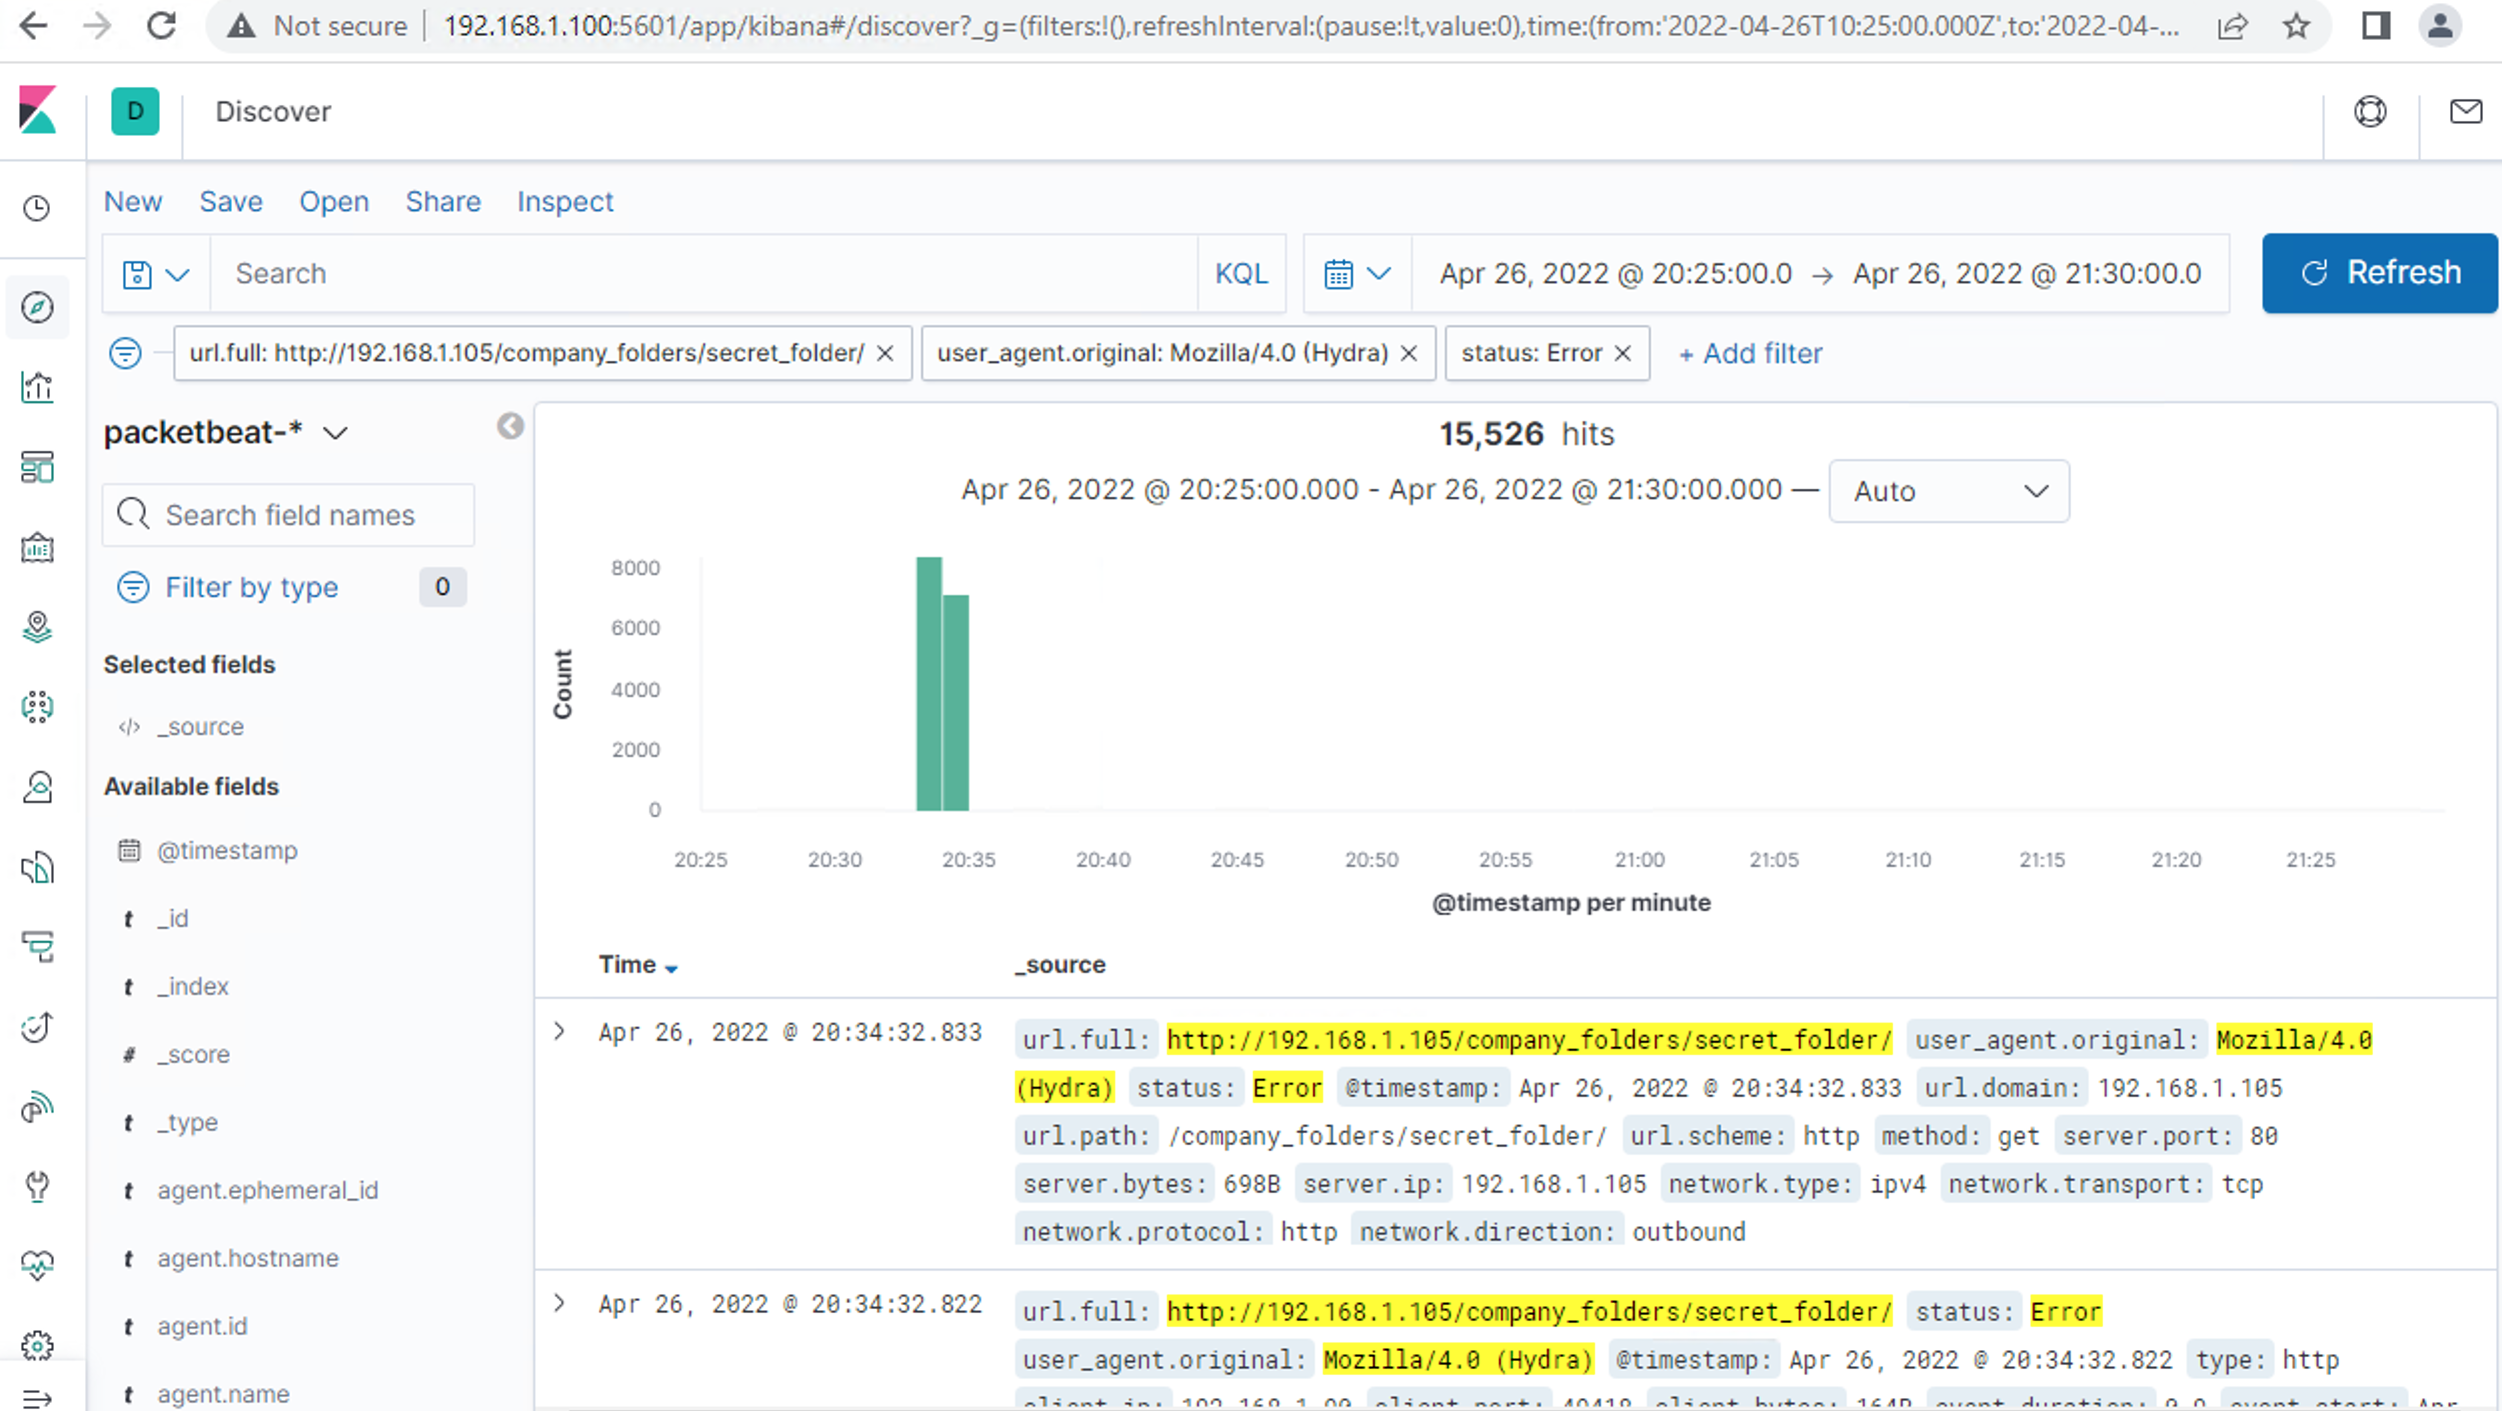 Not secure | 192.168.1.100:5601/app/kibana#/discover?_g=(filters:!(),refreshInterval:(pause:!t,value:0),time:(from:'2022-04-26T10:25:00.000Z',to:'2022-04-...
D Discover
New Save Open Share Inspect
Search KQL Apr 26, 2022 @ 20:25:00.0 → Apr 26, 2022 @ 21:30:00.0 Refresh
url.full: http://192.168.1.105/company_folders/secret_folder/ × user_agent.original: Mozilla/4.0 (Hydra) × status: Error × + Add filter
packetbeat-*
Search field names
Filter by type 0
Selected fields
</> _source
Available fields
@timestamp
t _id
t _index
# _score
t _type
t agent.ephemeral_id
t agent.hostname
t agent.id
t agent.name
15,526 hits
Apr 26, 2022 @ 20:25:00.000 - Apr 26, 2022 @ 21:30:00.000 — Auto
Count
8000
6000
4000
2000
0
20:25 20:30 20:35 20:40 20:45 20:50 20:55 21:00 21:05 21:10 21:15 21:20 21:25
@timestamp per minute
Time _source
Apr 26, 2022 @ 20:34:32.833 url.full: http://192.168.1.105/company_folders/secret_folder/ user_agent.original: Mozilla/4.0
(Hydra) status: Error @timestamp: Apr 26, 2022 @ 20:34:32.833 url.domain: 192.168.1.105
url.path: /company_folders/secret_folder/ url.scheme: http method: get server.port: 80
server.bytes: 698B server.ip: 192.168.1.105 network.type: ipv4 network.transport: tcp
network.protocol: http network.direction: outbound
Apr 26, 2022 @ 20:34:32.822 url.full: http://192.168.1.105/company_folders/secret_folder/ status: Error
user_agent.original: Mozilla/4.0 (Hydra) @timestamp: Apr 26, 2022 @ 20:34:32.822 type: http